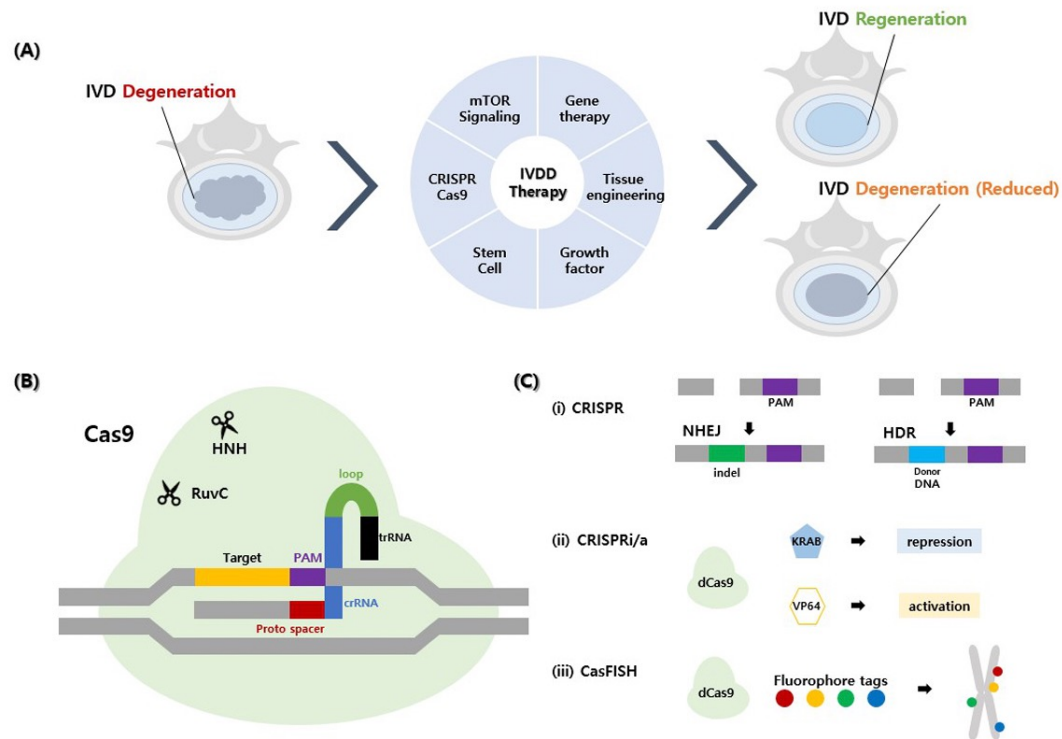 (A)
IVD Degeneration
mTOR
Signaling
Gene
therapy
CRISPR
Cas9
IVDD
Therapy
Tissue
engineering
Stem
Cell
Growth
factor
IVD Regeneration
IVD Degeneration (Reduced)
(B)
Cas9
HNH
RuvC
loop
trRNA
Target
PAM
crRNA
Proto spacer
(C)
(i) CRISPR
PAM
PAM
NHEJ
indel
HDR
Donor
DNA
(ii) CRISPRi/a
dCas9
KRAB
repression
VP64
activation
(iii) CasFISH
dCas9
Fluorophore tags